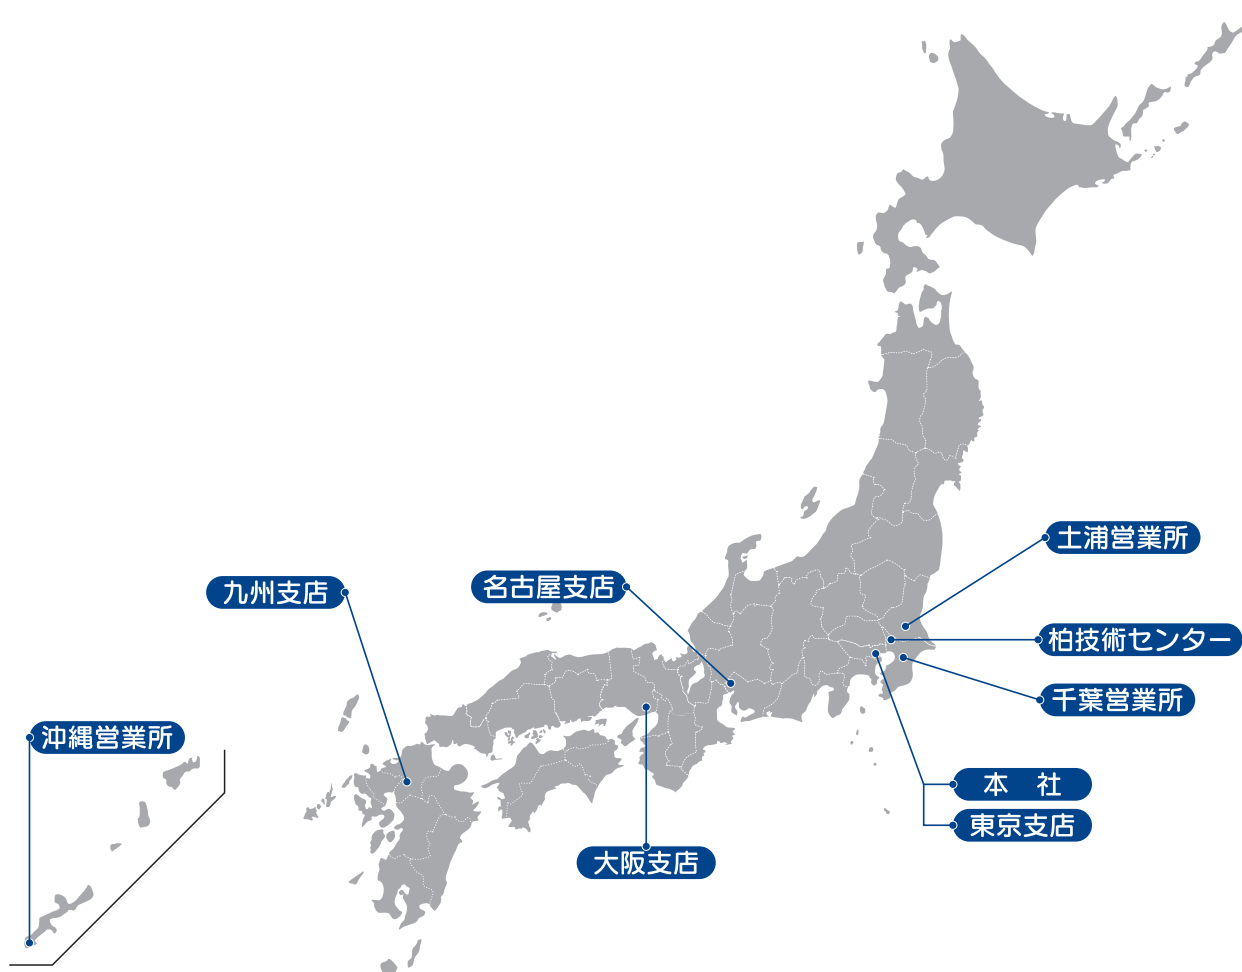 土浦営業所
九州支店
名古屋支店
柏技術センター
千葉営業所
沖縄営業所
本　社
東京支店
大阪支店